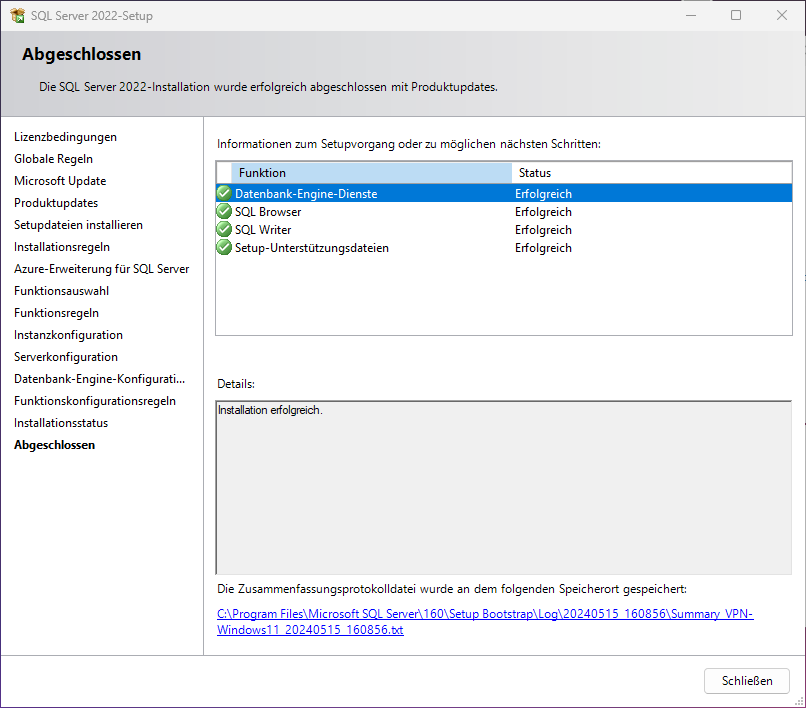 SQL Server 2022-Setup
Abgeschlossen
Die SQL Server 2022-Installation wurde erfolgreich abgeschlossen mit Produktupdates.
Lizenzbedingungen
Globale Regeln
Microsoft Update
Produktupdates
Setupdateien installieren
Installationsregeln
Azure-Erweiterung für SQL Server
Funktionsauswahl
Funktionsregeln
Instanzkonfiguration
Serverkonfiguration
Datenbank-Engine-Konfigurati...
Funktionskonfigurationsregeln
Installationsstatus
Abgeschlossen
Informationen zum Setupvorgang oder zu möglichen nächsten Schritten:
Funktion Status
Datenbank-Engine-Dienste Erfolgreich
SQL Browser Erfolgreich
SQL Writer Erfolgreich
Setup-Unterstützungsdateien Erfolgreich
Details:
Installation erfolgreich.
Die Zusammenfassungsprotokolldatei wurde an dem folgenden Speicherort gespeichert:
C:\Program Files\Microsoft SQL Server\160\Setup Bootstrap\Log\20240515_160856\Summary_VPN-
Windows11_20240515_160856.txt
Schließen